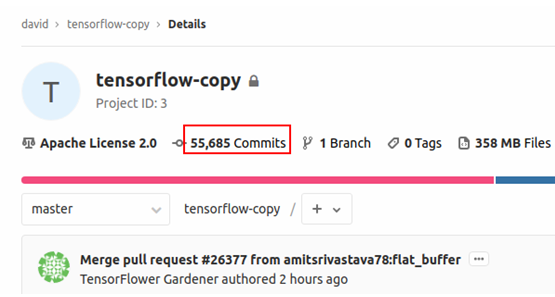 david > tensorflow-copy > Details
T
tensorflow-copy
Project ID: 3
Apache License 2.0 55,685 Commits 1 Branch 0 Tags 358 MB Files
master tensorflow-copy / +
Merge pull request #26377 from amitsrivastava78:flat_buffer ...
TensorFlower Gardener authored 2 hours ago